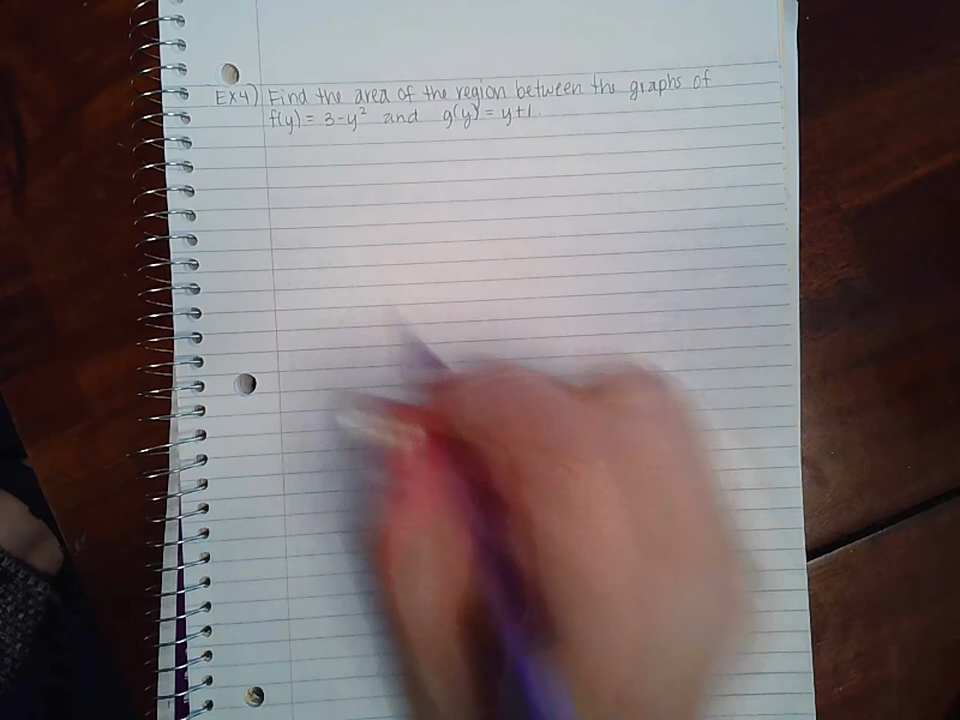 Ex4) Find the area of the region between the graphs of
f(y) = 3-y² and g(y) = y+1.